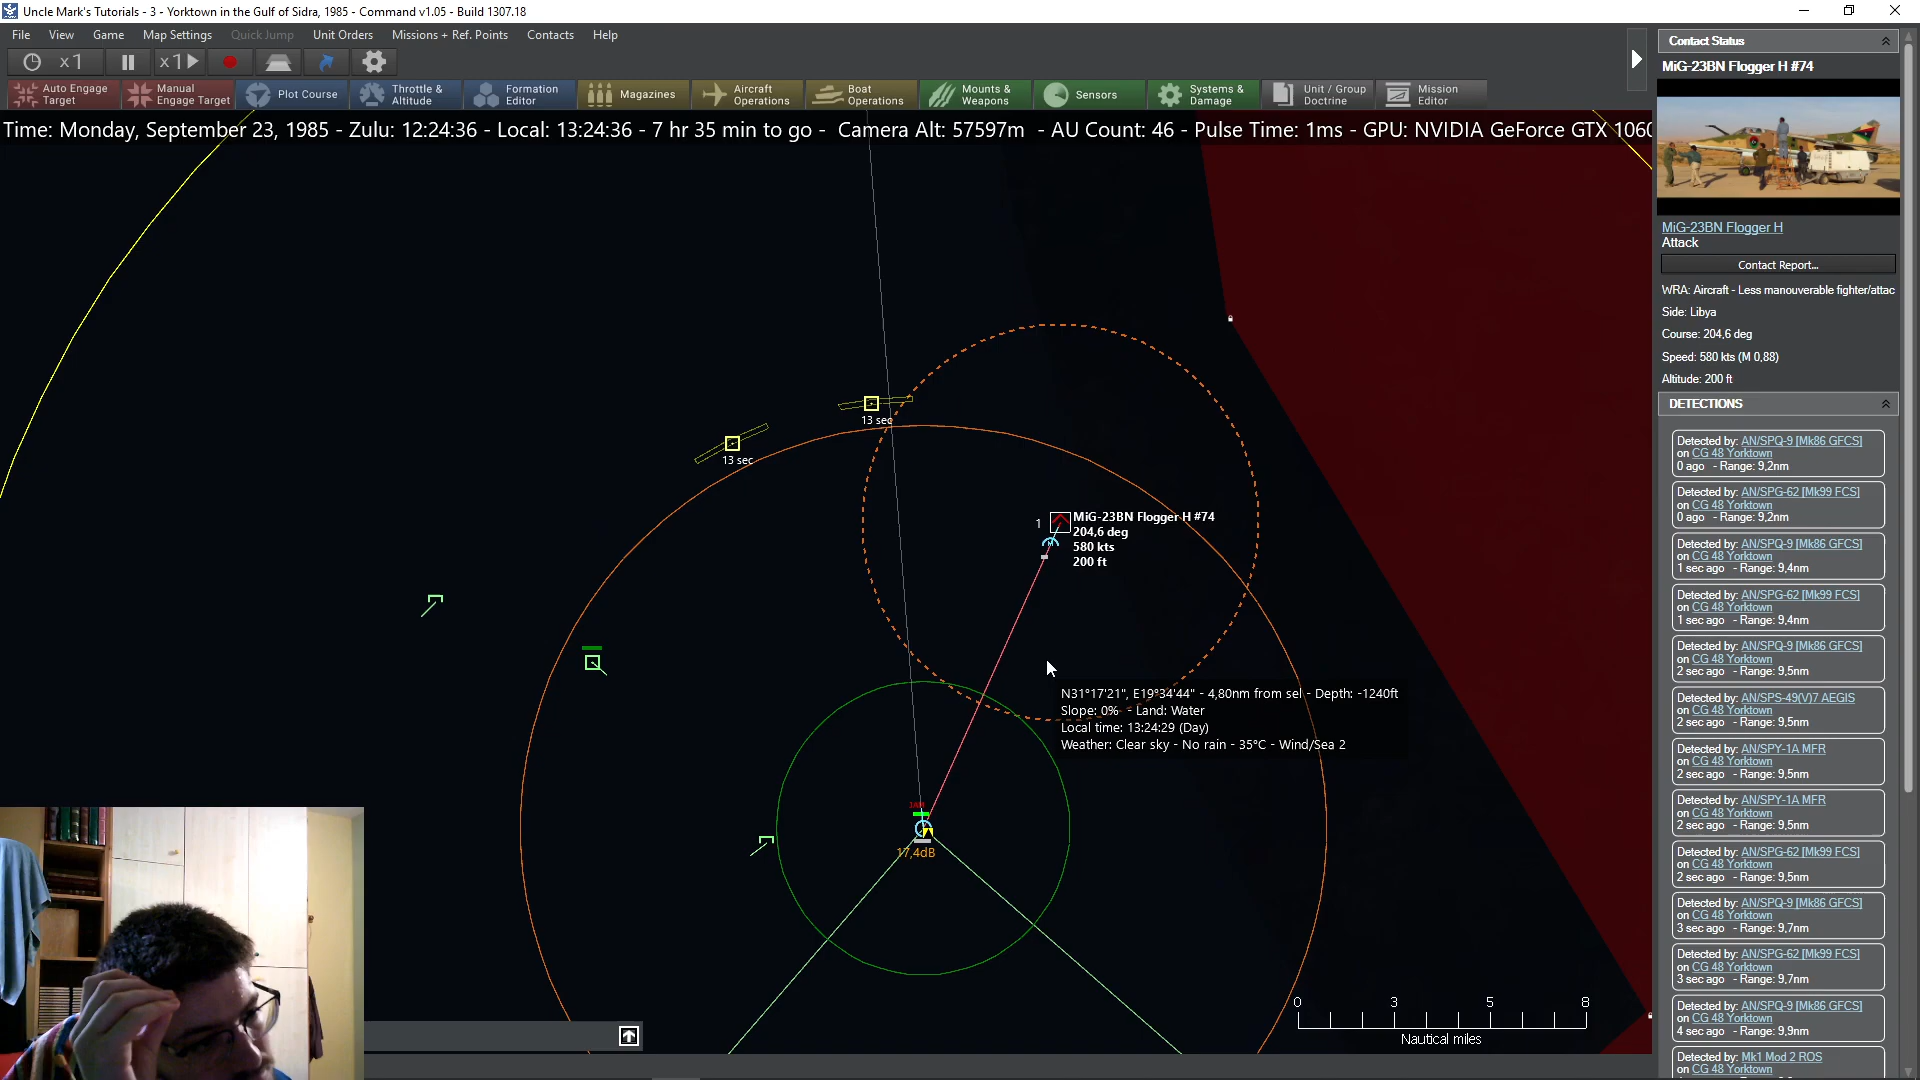 Uncle Mark's Tutorials - 3 - Yorktown in the Gulf of Sidra, 1985 - Command v1.05 - Build 1307.18
File View Game Map Settings Quick Jump Unit Orders Missions + Ref. Points Contacts Help
x1 x1
Auto Engage Target
Manual Engage Target
Plot Course
Throttle & Altitude
Formation Editor
Magazines
Aircraft Operations
Boat Operations
Mounts & Weapons
Sensors
Systems & Damage
Unit / Group Doctrine
Mission Editor
Time: Monday, September 23, 1985 - Zulu: 12:24:36 - Local: 13:24:36 - 7 hr 35 min to go - Camera Alt: 57597m - AU Count: 46 - Pulse Time: 1ms - GPU: NVIDIA GeForce GTX 1060
13 sec
13 sec
1
MiG-23BN Flogger H #74
204,6 deg
580 kts
200 ft
N31°17'21", E19°34'44" - 4,80nm from sel - Depth: -1240ft
Slope: 0% - Land: Water
Local time: 13:24:29 (Day)
Weather: Clear sky - No rain - 35°C - Wind/Sea 2
JAM
17,4dB
0 3 5 8
Nautical miles
Contact Status
MiG-23BN Flogger H #74
MiG-23BN Flogger H
Attack
Contact Report...
WRA: Aircraft - Less manouverable fighter/attac
Side: Libya
Course: 204,6 deg
Speed: 580 kts (M 0,88)
Altitude: 200 ft
DETECTIONS
Detected by: AN/SPQ-9 [Mk86 GFCS]
on CG 48 Yorktown
0 ago - Range: 9,2nm
Detected by: AN/SPG-62 [Mk99 FCS]
on CG 48 Yorktown
0 ago - Range: 9,2nm
Detected by: AN/SPQ-9 [Mk86 GFCS]
on CG 48 Yorktown
1 sec ago - Range: 9,4nm
Detected by: AN/SPG-62 [Mk99 FCS]
on CG 48 Yorktown
1 sec ago - Range: 9,4nm
Detected by: AN/SPQ-9 [Mk86 GFCS]
on CG 48 Yorktown
2 sec ago - Range: 9,5nm
Detected by: AN/SPS-49(V)7 AEGIS
on CG 48 Yorktown
2 sec ago - Range: 9,5nm
Detected by: AN/SPY-1A MFR
on CG 48 Yorktown
2 sec ago - Range: 9,5nm
Detected by: AN/SPY-1A MFR
on CG 48 Yorktown
2 sec ago - Range: 9,5nm
Detected by: AN/SPG-62 [Mk99 FCS]
on CG 48 Yorktown
2 sec ago - Range: 9,5nm
Detected by: AN/SPQ-9 [Mk86 GFCS]
on CG 48 Yorktown
3 sec ago - Range: 9,7nm
Detected by: AN/SPG-62 [Mk99 FCS]
on CG 48 Yorktown
3 sec ago - Range: 9,7nm
Detected by: AN/SPQ-9 [Mk86 GFCS]
on CG 48 Yorktown
4 sec ago - Range: 9,9nm
Detected by: Mk1 Mod 2 ROS
on CG 48 Yorktown